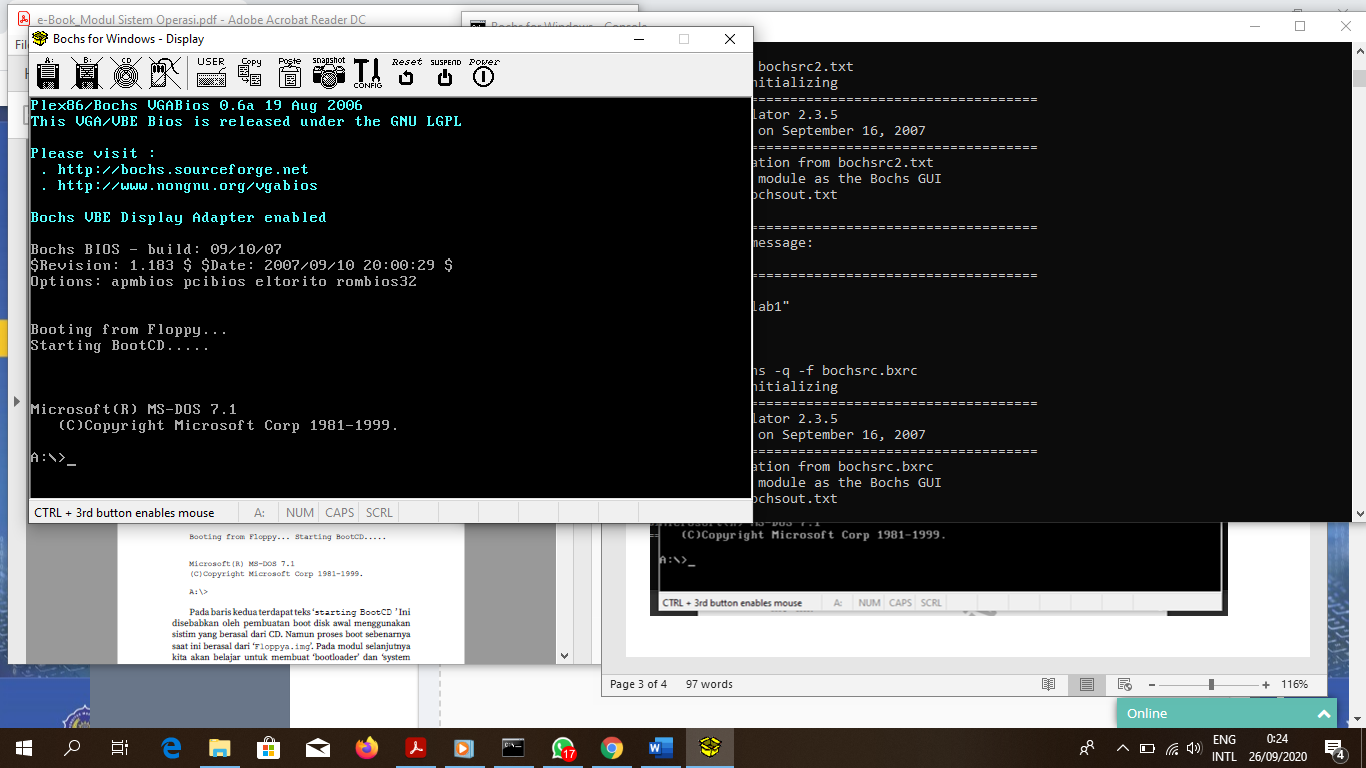 e-Book_Modul Sistem Operasi.pdf - Adobe Acrobat Reader DC
Bochs for Windows - Console
Bochs for Windows - Display
A:
B:
CD
USER
Copy
Paste
snapshot
CONFIG
Reset
SUSPEND
Power
Plex86/Bochs VGABios 0.6a 19 Aug 2006
This VGA/VBE Bios is released under the GNU LGPL
Please visit :
. http://bochs.sourceforge.net
. http://www.nongnu.org/vgabios
Bochs VBE Display Adapter enabled
Bochs BIOS - build: 09/10/07
$Revision: 1.183 $ $Date: 2007/09/10 20:00:29 $
Options: apmbios pcibios eltorito rombios32
Booting from Floppy...
Starting BootCD.....
Microsoft(R) MS-DOS 7.1
(C)Copyright Microsoft Corp 1981-1999.
A:\>_
CTRL + 3rd button enables mouse
A:
NUM
CAPS
SCRL
bochsrc2.txt
nitializing
===================================
lator 2.3.5
on September 16, 2007
===================================
ation from bochsrc2.txt
module as the Bochs GUI
ochsout.txt
===================================
message:
===================================
lab1"
hs -q -f bochsrc.bxrc
nitializing
===================================
lator 2.3.5
on September 16, 2007
===================================
ation from bochsrc.bxrc
module as the Bochs GUI
ochsout.txt
Booting from Floppy... Starting BootCD.....
Microsoft(R) MS-DOS 7.1
(C)Copyright Microsoft Corp 1981-1999.
A:\>
Pada baris kedua terdapat teks ‘starting BootCD ’ Ini
disebabkan oleh pembuatan boot disk awal menggunakan
sistim yang berasal dari CD. Namun proses boot sebenarnya
saat ini berasal dari ‘Floppya.img’. Pada modul selanjutnya
kita akan belajar untuk membuat ‘bootloader’ dan ‘system
(C)Copyright Microsoft Corp 1981-1999.
A:\>_
CTRL + 3rd button enables mouse
A:
NUM
CAPS
SCRL
Page 3 of 4
97 words
116%
Online
17
ENG
INTL
0:24
26/09/2020
4